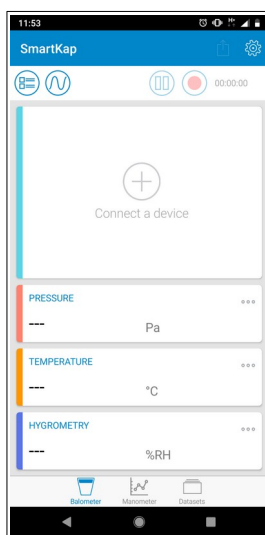 11:53
SmartKap
00:00:00
Connect a device
PRESSURE
---
Pa
TEMPERATURE
---
°C
HYGROMETRY
---
%RH
Balometer Manometer Datasets